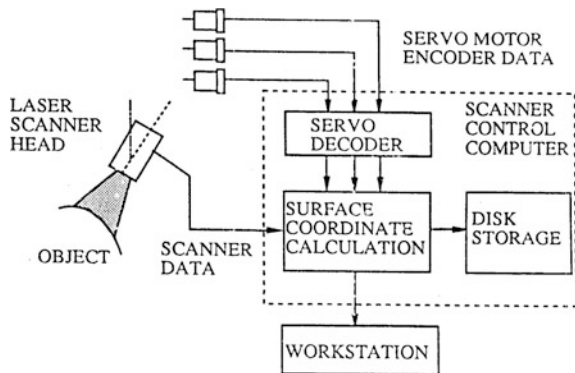 SERVO MOTOR
ENCODER DATA
LASER
SCANNER
HEAD
SCANNER
CONTROL
COMPUTER
SERVO
DECODER
SURFACE
COORDINATE
CALCULATION
DISK
STORAGE
OBJECT
SCANNER
DATA
WORKSTATION